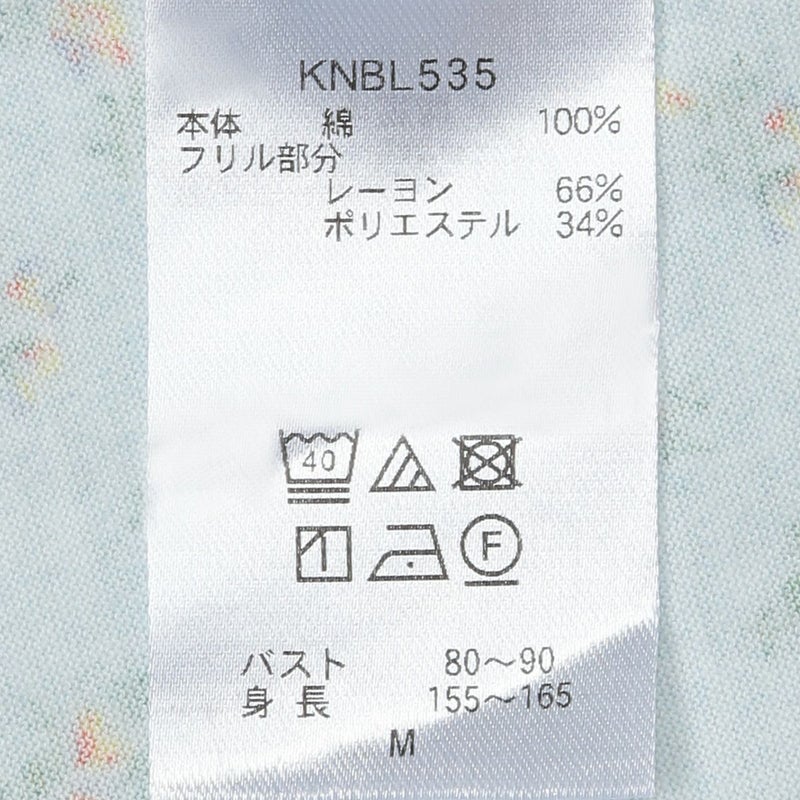 KNBL535
本体 綿 100%
フリル部分
レーヨン 66%
ポリエステル 34%
40
F
バスト 80～90
身長 155～165
M